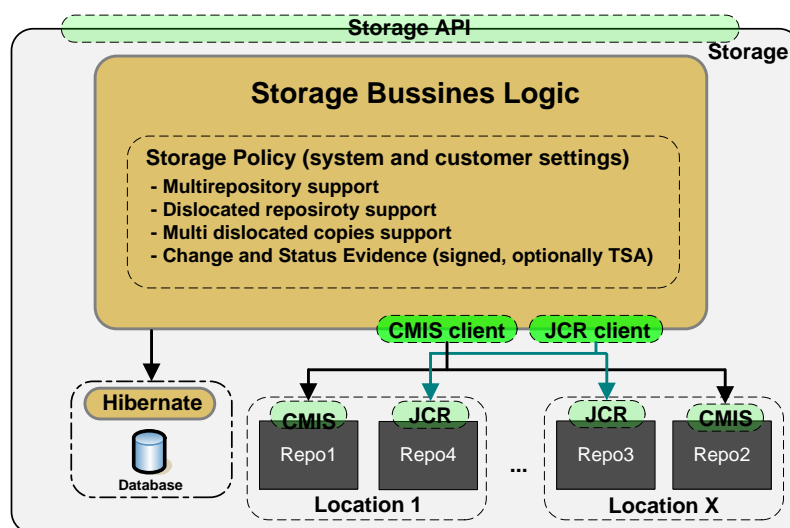 Storage API
Storage
Storage Bussines Logic
Storage Policy (system and customer settings)
- Multirepository support
- Dislocated reposiroty support
- Multi dislocated copies support
- Change and Status Evidence (signed, optionally TSA)
CMIS client
JCR client
Hibernate
Database
CMIS
JCR
JCR
CMIS
Repo1
Repo4
...
Repo3
Repo2
Location 1
Location X